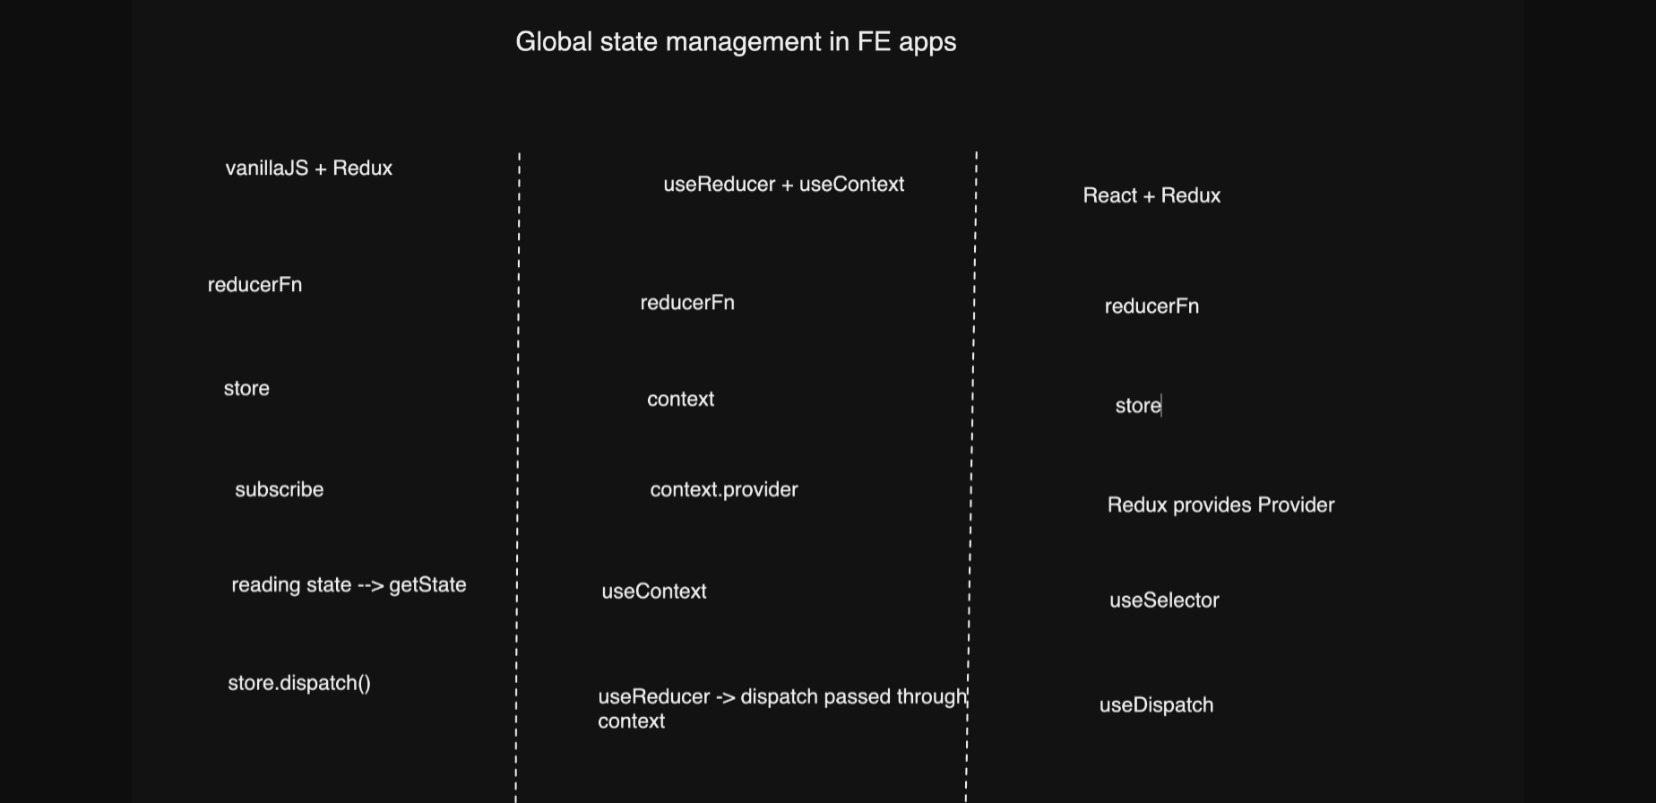 Global state management in FE apps
vanillaJS + Redux
reducerFn
store
subscribe
reading state --> getState
store.dispatch()
useReducer + useContext
reducerFn
context
context.provider
useContext
useReducer -> dispatch passed through
context
React + Redux
reducerFn
store
Redux provides Provider
useSelector
useDispatch